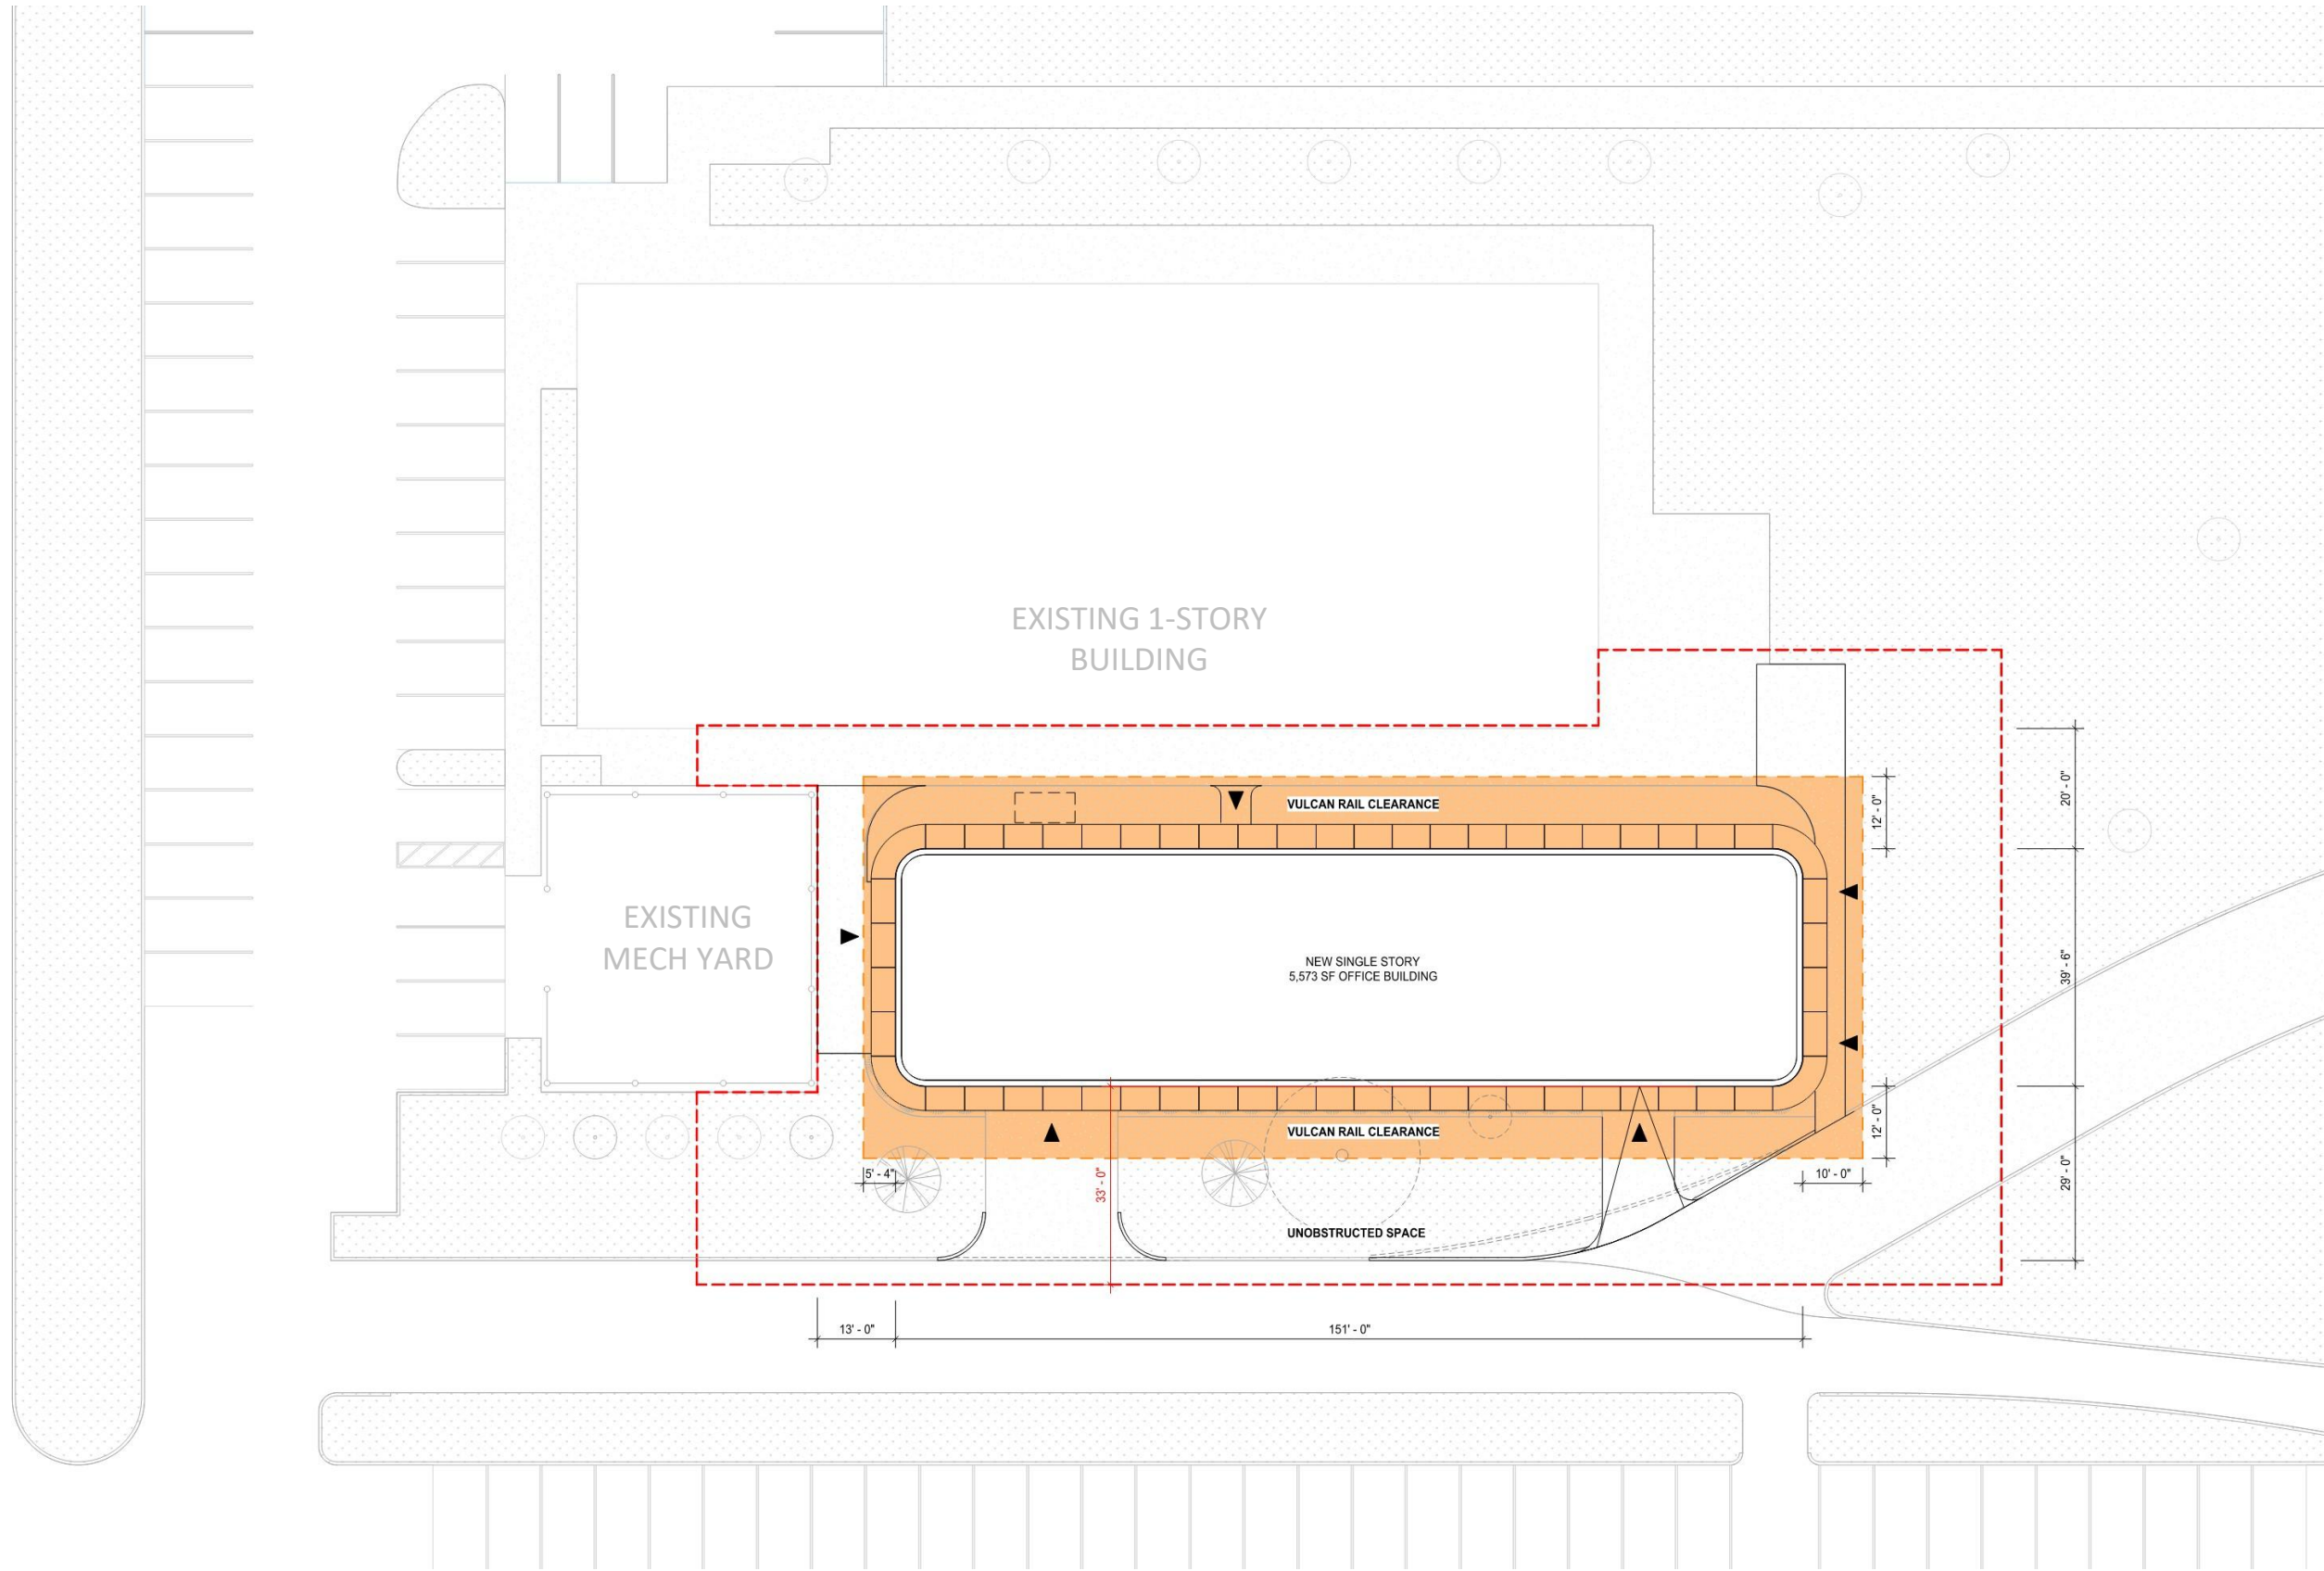 EXISTING 1-STORY
BUILDING
VULCAN RAIL CLEARANCE
12' - 0"
20' - 0"
EXISTING
MECH YARD
NEW SINGLE STORY
5,573 SF OFFICE BUILDING
39' - 6"
VULCAN RAIL CLEARANCE
12' - 0"
5' - 4"
33' - 0"
10' - 0"
29' - 0"
UNOBSTRUCTED SPACE
13' - 0"
151' - 0"